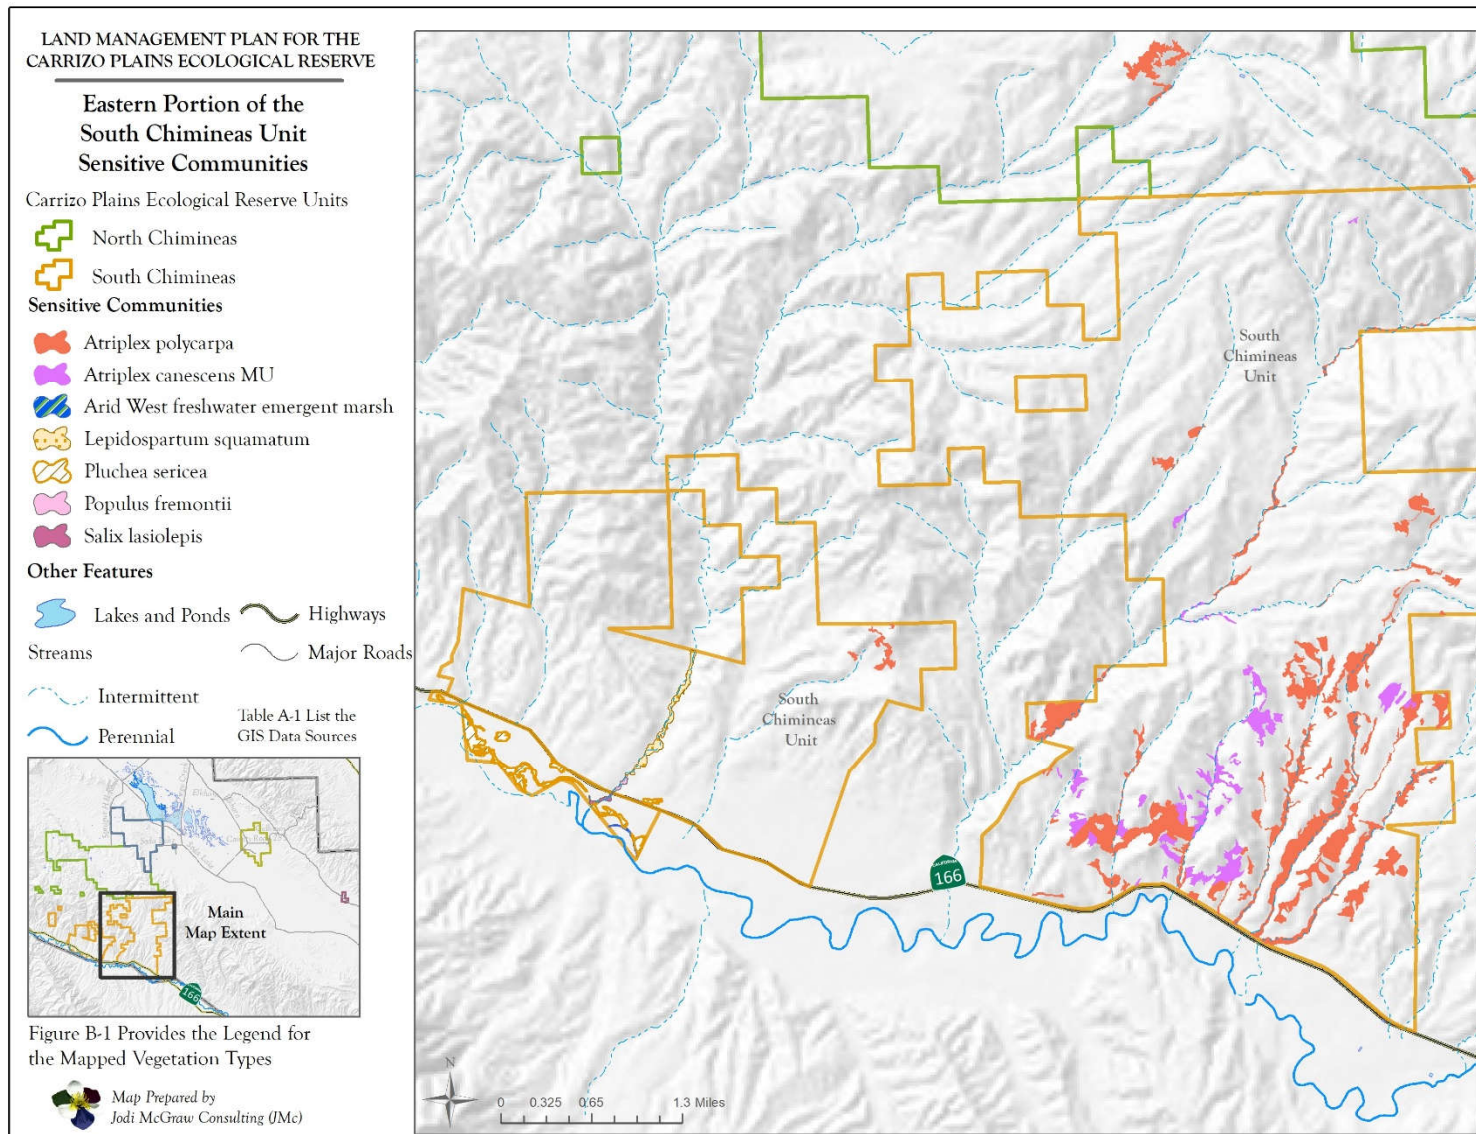 LAND MANAGEMENT PLAN FOR THE
CARRIZO PLAINS ECOLOGICAL RESERVE
Eastern Portion of the
South Chimineas Unit
Sensitive Communities
Carrizo Plains Ecological Reserve Units
North Chimineas
South Chimineas
Sensitive Communities
Atriplex polycarpa
Atriplex canescens MU
Arid West freshwater emergent marsh
Lepidospartum squamatum
Pluchea sericea
Populus fremontii
Salix lasiolepis
Other Features
Lakes and Ponds
Highways
Streams
Major Roads
Intermittent
Perennial
Table A-1 List the
GIS Data Sources
Main
Map Extent
166
Figure B-1 Provides the Legend for
the Mapped Vegetation Types
Map Prepared by
Jodi McGraw Consulting (JMc)
South
Chimineas
Unit
South
Chimineas
Unit
CALIFORNIA
166
N
0 0.325 0.65 1.3 Miles